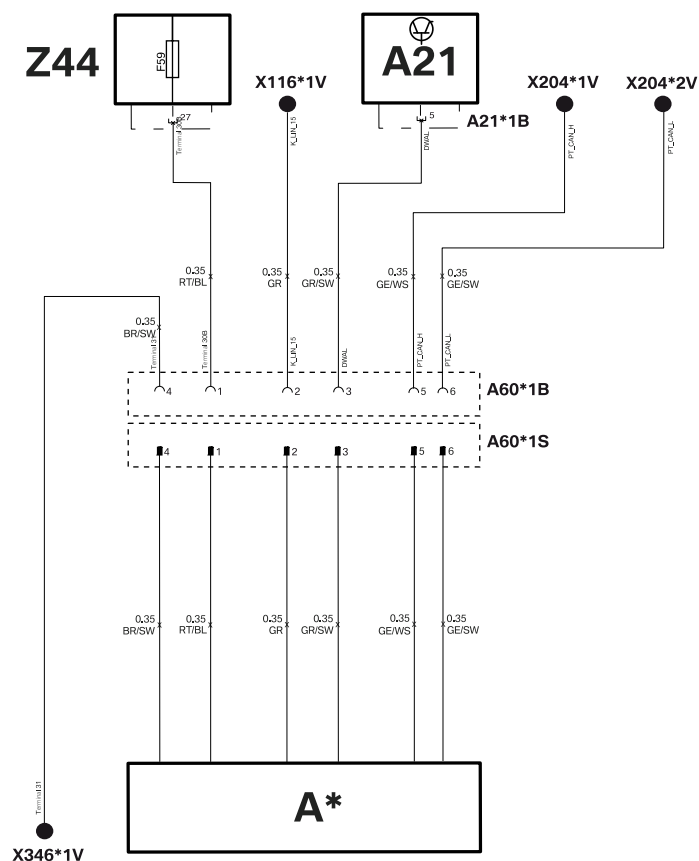 Z44
F59
A21
X116*1V
X204*1V
X204*2V
27
5
A21*1B
Terminal 30B
K_LIN_15
DWAL
PT_CAN_H
PT_CAN_L
0.35
RT/BL
0.35
GR
0.35
GR/SW
0.35
GE/WS
0.35
GE/SW
0.35
BR/SW
Terminal 31
Terminal 30B
K_LIN_15
DWAL
PT_CAN_H
PT_CAN_L
4
1
2
3
5
6
A60*1B
A60*1S
4
1
2
3
5
6
0.35
BR/SW
0.35
RT/BL
0.35
GR
0.35
GR/SW
0.35
GE/WS
0.35
GE/SW
Terminal 31
A*
X346*1V